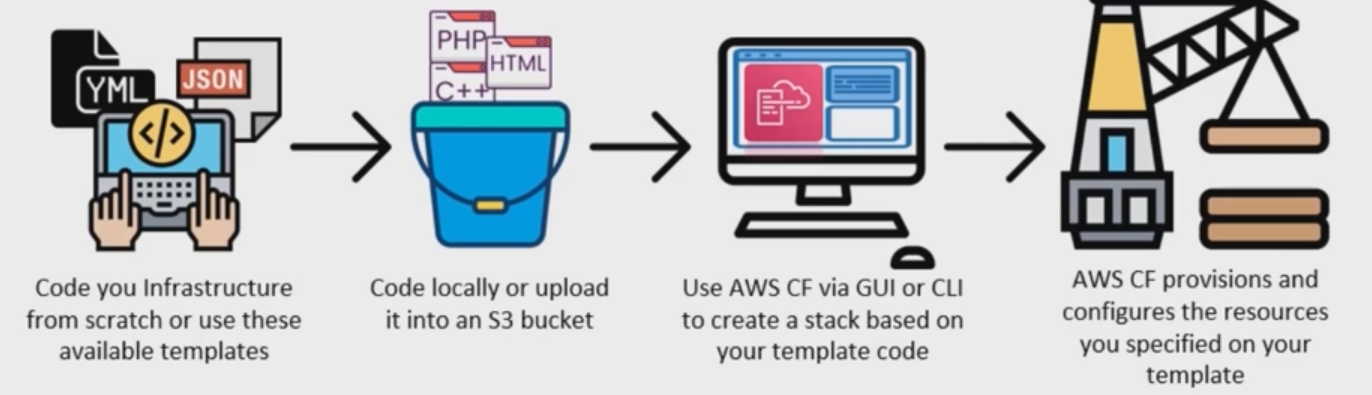 YML
JSON
</>
PHP
HTML
C++
Code you Infrastructure
from scratch or use these
available templates
Code locally or upload
it into an S3 bucket
Use AWS CF via GUI or CLI
to create a stack based on
your template code
AWS CF provisions and
configures the resources
you specified on your
template